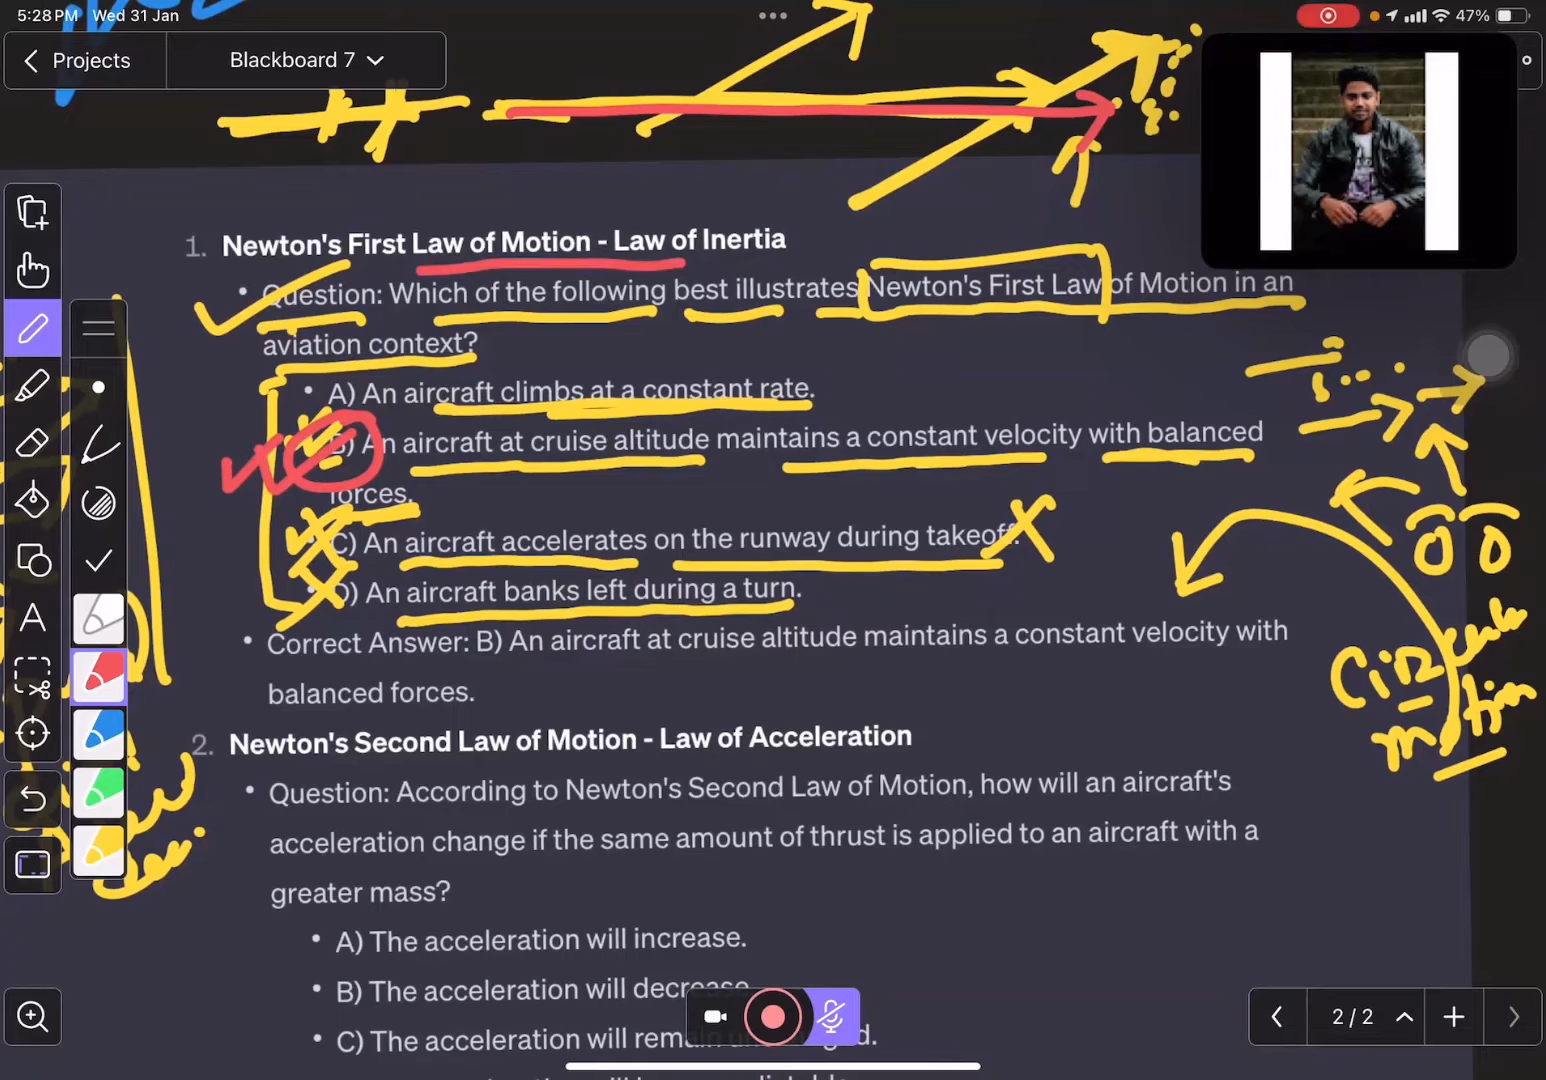 5:28 PM Wed 31 Jan
47%
Projects
Blackboard 7
1. Newton's First Law of Motion - Law of Inertia
• Question: Which of the following best illustrates Newton's First Law of Motion in an
aviation context?
• A) An aircraft climbs at a constant rate.
B) An aircraft at cruise altitude maintains a constant velocity with balanced
forces.
C) An aircraft accelerates on the runway during takeoff.
D) An aircraft banks left during a turn.
• Correct Answer: B) An aircraft at cruise altitude maintains a constant velocity with
balanced forces.
Circular
motion
2. Newton's Second Law of Motion - Law of Acceleration
• Question: According to Newton's Second Law of Motion, how will an aircraft's
acceleration change if the same amount of thrust is applied to an aircraft with a
greater mass?
• A) The acceleration will increase.
• B) The acceleration will decrease.
• C) The acceleration will remain unchanged.
A
2 / 2